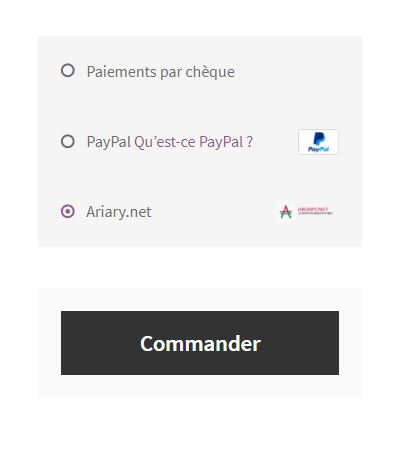 Paiements par chèque
PayPal Qu’est-ce PayPal ?
PayPal
Ariary.net
ARIARY.NET
Commander